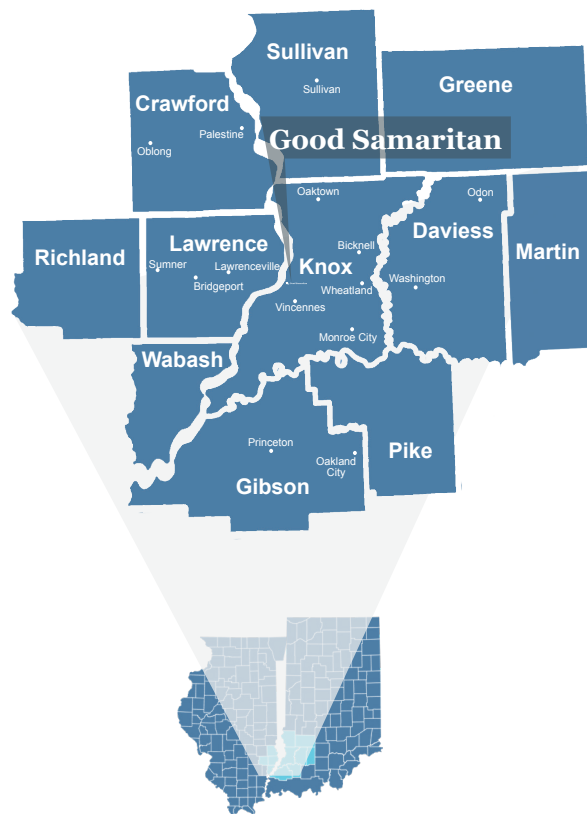 Sullivan
Sullivan
Greene
Crawford
Palestine
Oblong
Good Samaritan
Oaktown
Odon
Daviess
Martin
Richland
Lawrence
Sumner
Lawrenceville
Bridgeport
Knox
Bicknell
Wheatland
Washington
Vincennes
Monroe City
Wabash
Princeton
Oakland
City
Pike
Gibson